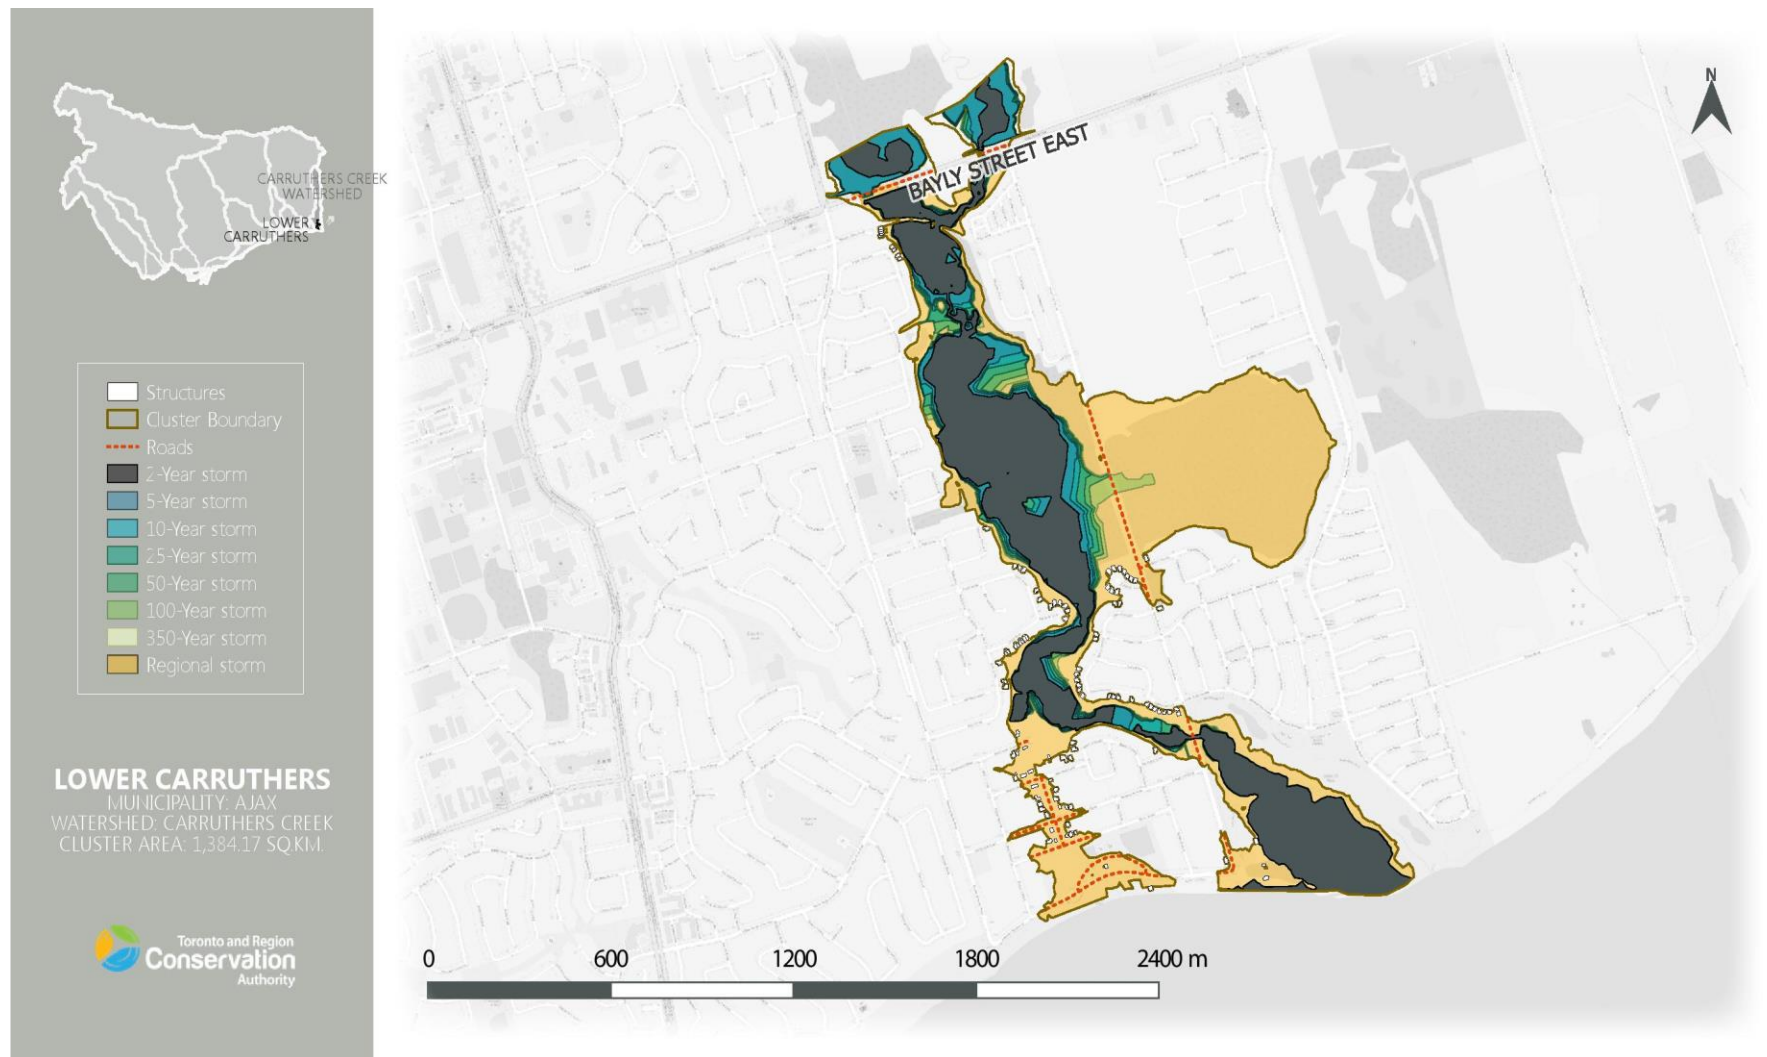 CARRUTHERS CREEK
WATERSHED
LOWER
CARRUTHERS
Structures
Cluster Boundary
Roads
2-Year storm
5-Year storm
10-Year storm
25-Year storm
50-Year storm
100-Year storm
350-Year storm
Regional storm
LOWER CARRUTHERS
MUNICIPALITY: AJAX
WATERSHED: CARRUTHERS CREEK
CLUSTER AREA: 1,384.17 SQ.KM.
Toronto and Region
Conservation
Authority
N
BAYLY STREET EAST
0 600 1200 1800 2400 m